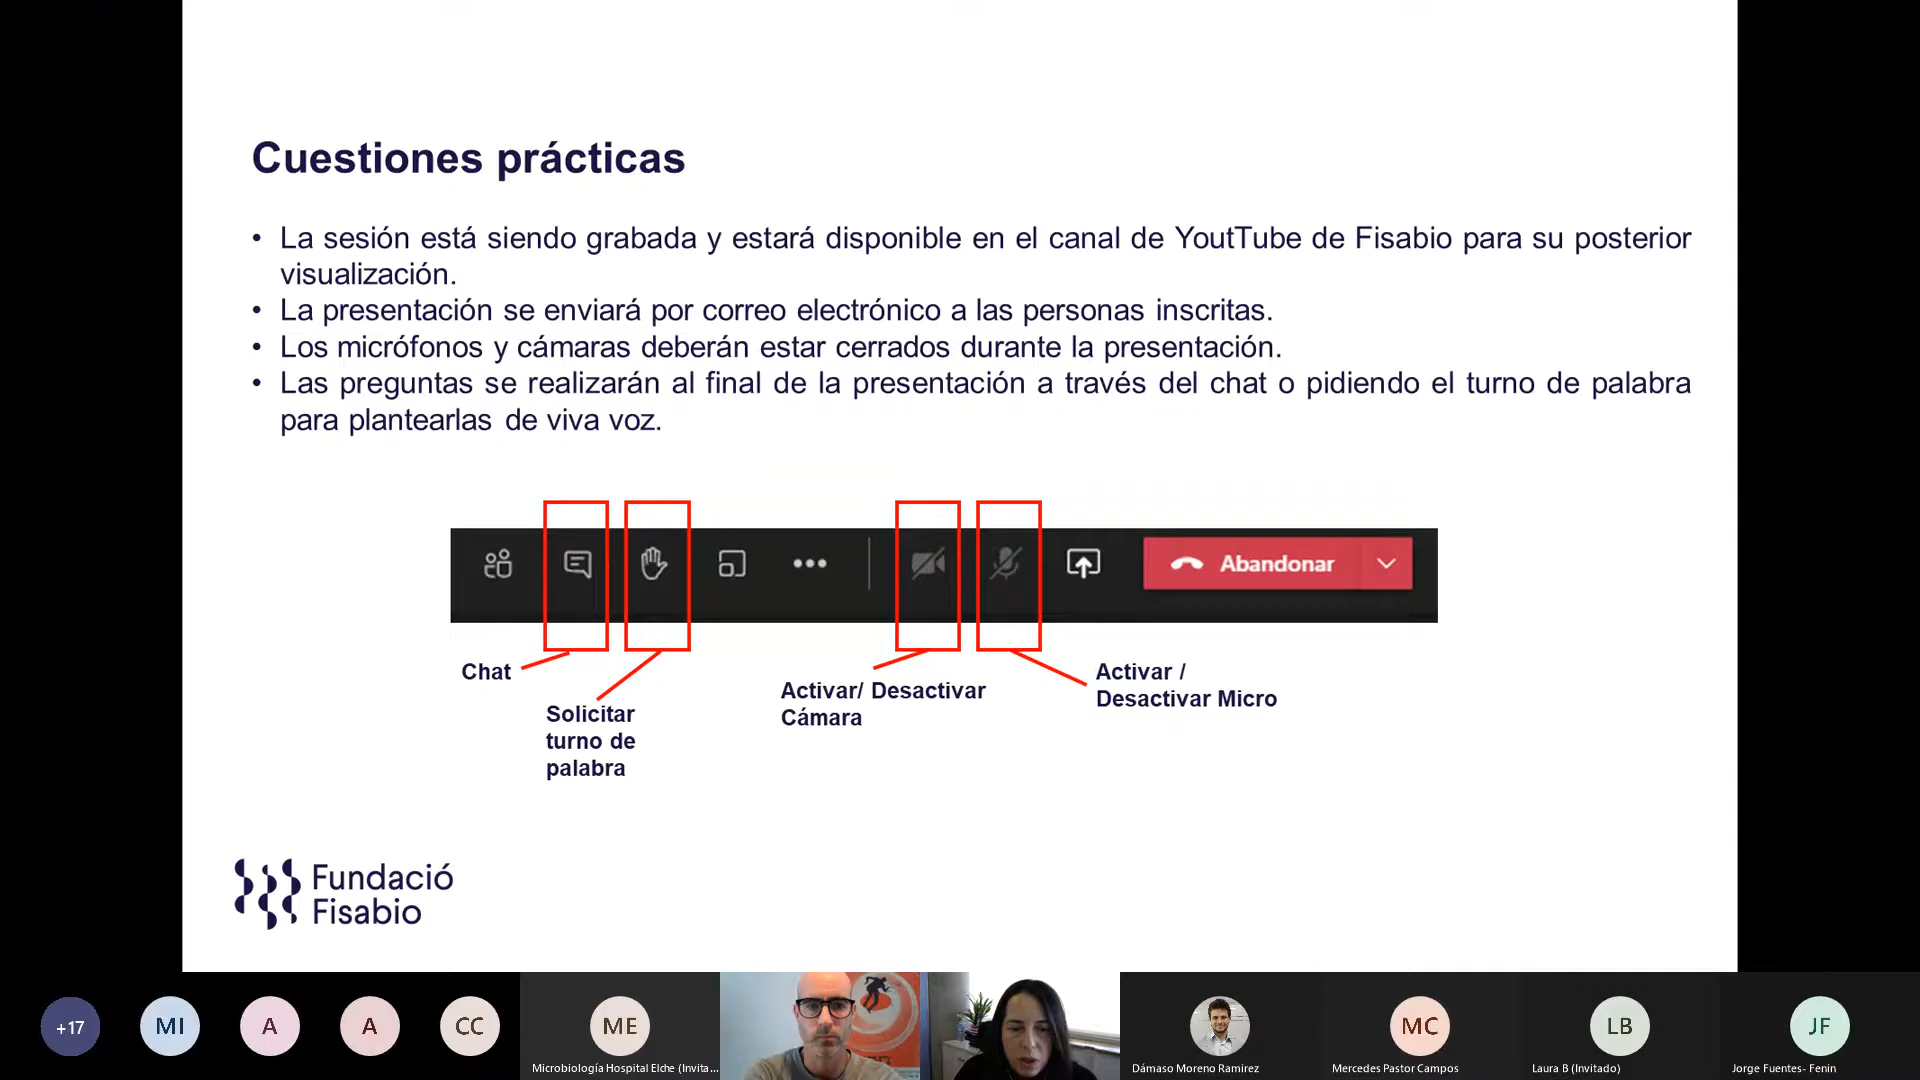 Cuestiones prácticas
• La sesión está siendo grabada y estará disponible en el canal de YoutTube de Fisabio para su posterior
visualización.
• La presentación se enviará por correo electrónico a las personas inscritas.
• Los micrófonos y cámaras deberán estar cerrados durante la presentación.
• Las preguntas se realizarán al final de la presentación a través del chat o pidiendo el turno de palabra
para plantearlas de viva voz.
Abandonar
Chat
Solicitar
turno de
palabra
Activar/ Desactivar
Cámara
Activar /
Desactivar Micro
Fundació
Fisabio
+17
MI
A
A
CC
ME
Microbiología Hospital Elche (Invita...
Dámaso Moreno Ramirez
MC
Mercedes Pastor Campos
LB
Laura B (Invitado)
JF
Jorge Fuentes- Fenin